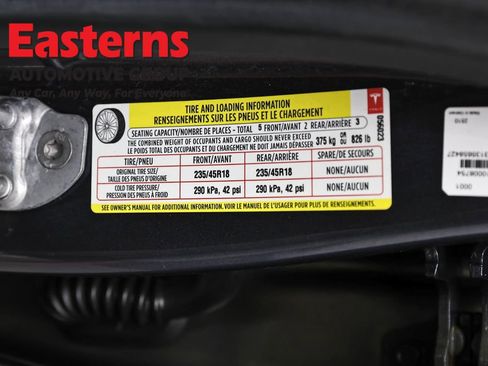 Easterns
AUTOMOTIVE GROUP
Any Car, Any Way, For Everyone
TIRE AND LOADING INFORMATION
RENSEIGNEMENTS SUR LES PNEUS ET LE CHARGEMENT
SEATING CAPACITY/NOMBRE DE PLACES - TOTAL 5 FRONT/AVANT 2 REAR/ARRIÈRE 3
THE COMBINED WEIGHT OF OCCUPANTS AND CARGO SHOULD NEVER EXCEED 375 kg OR 826 lb
LE POIDS TOTAL DES OCCUPANTS ET DU CHARGEMENT NE DOIT JAMAIS DÉPASSER OU
TIRE/PNEU FRONT/AVANT REAR/ARRIÈRE SPARE/DE SECOURS
ORIGINAL TIRE SIZE/ 235/45R18 235/45R18 NONE/AUCUN
TAILLE DES PNEUS D'ORIGINE
COLD TIRE PRESSURE/ 290 kPa, 42 psi 290 kPa, 42 psi NONE/AUCUN
PRESSION DES PNEUS À FROID
SEE OWNER'S MANUAL FOR ADDITIONAL INFORMATION. VOIR LE MANUEL DE L'USAGER POUR PLUS DE RENSEIGNEMENTS.
0001